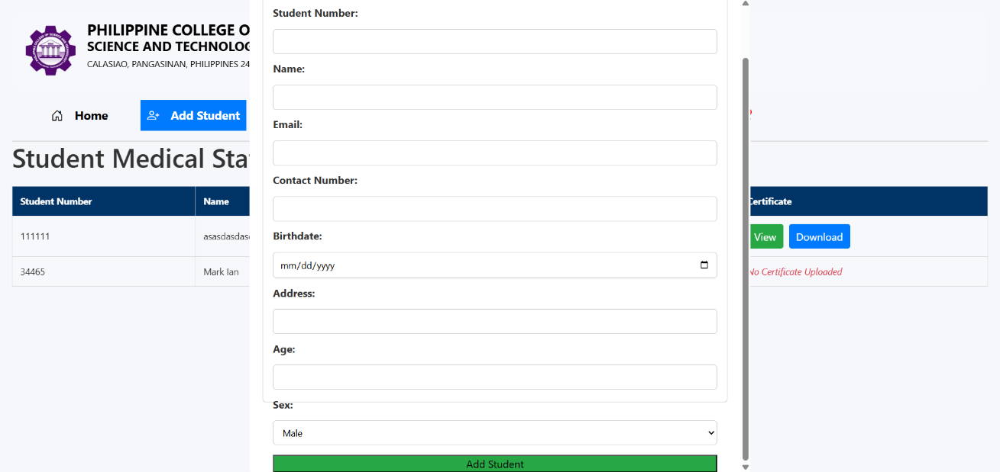 PHILIPPINE COLLEGE O
SCIENCE AND TECHNOLOG
CALASIAO, PANGASINAN, PHILIPPINES 24
Home
Add Student
Student Medical Sta
Student Number
Name
Certificate
111111
asasdasdas
View
Download
34465
Mark Ian
No Certificate Uploaded
Student Number:
Name:
Email:
Contact Number:
Birthdate:
mm/dd/yyyy
Address:
Age:
Sex:
Male
Add Student